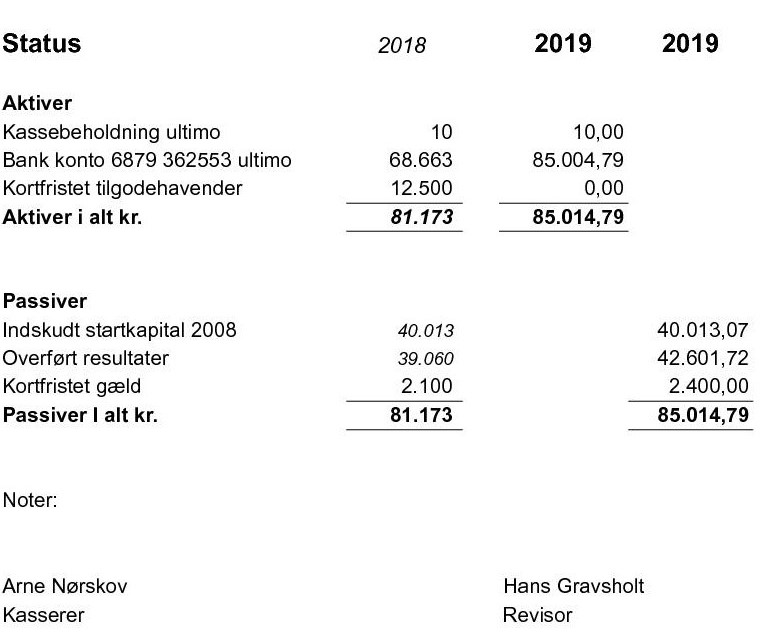 Status 2018 2019 2019
Aktiver
Kassebeholdning ultimo 10 10,00
Bank konto 6879 362553 ultimo 68.663 85.004,79
Kortfristet tilgodehavender 12.500 0,00
Aktiver i alt kr. 81.173 85.014,79
Passiver
Indskudt startkapital 2008 40.013 40.013,07
Overført resultater 39.060 42.601,72
Kortfristet gæld 2.100 2.400,00
Passiver I alt kr. 81.173 85.014,79
Noter:
Arne Nørskov Hans Gravsholt
Kasserer Revisor